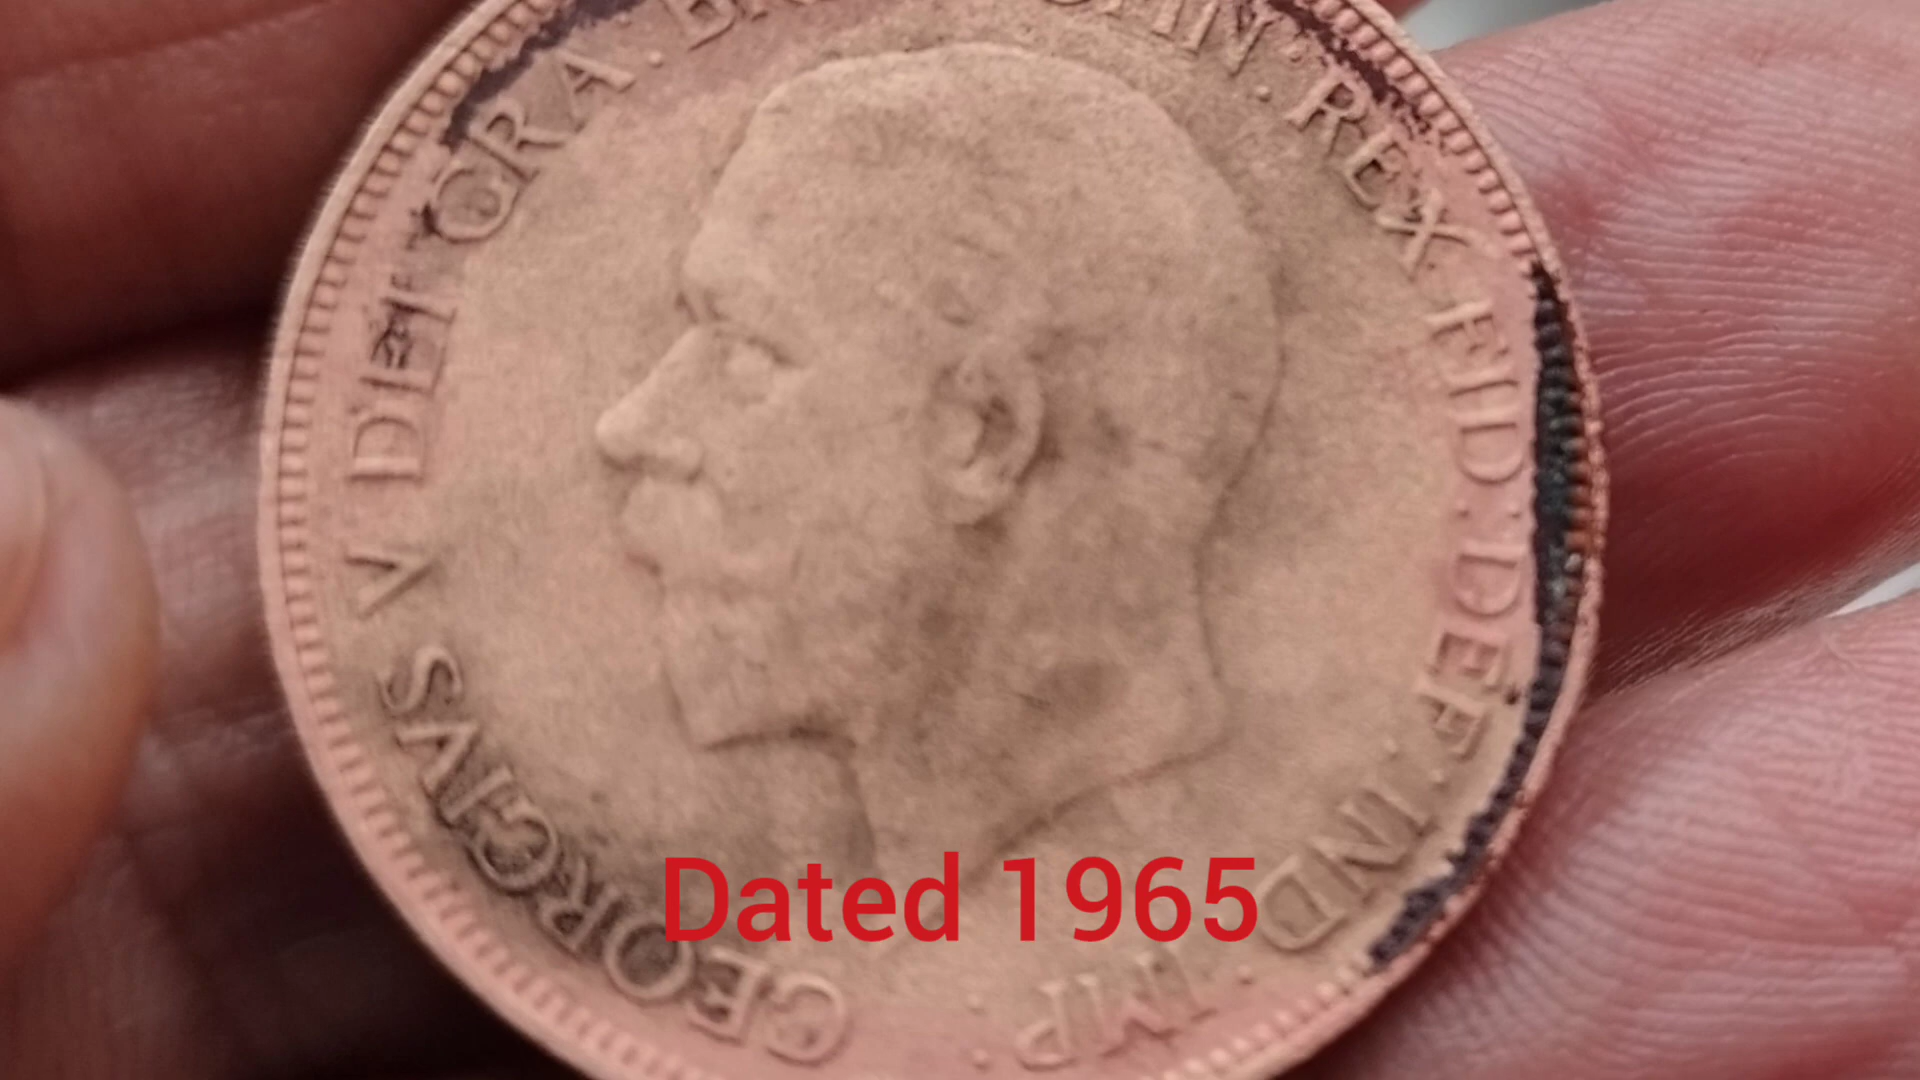 GEORGIVS V DEI GRA: BRITT: OMN: REX FID: DEF: IND: IMP:
Dated 1965